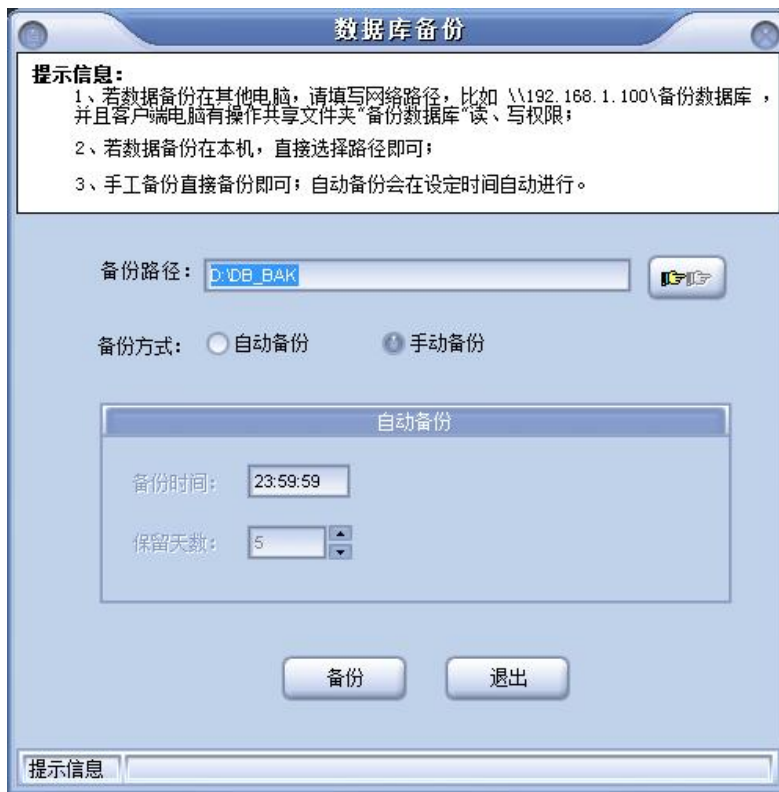 数据库备份
提示信息：
1、若数据备份在其他电脑，请填写网络路径，比如 \\192.168.1.100\备份数据库 ，
并且客户端电脑有操作共享文件夹“备份数据库“读、写权限；
2、若数据备份在本机，直接选择路径即可；
3、手工备份直接备份即可；自动备份会在设定时间自动进行。
备份路径： D:\DB_BAK
备份方式： 自动备份 手动备份
自动备份
备份时间： 23:59:59
保留天数： 5
备份 退出
提示信息